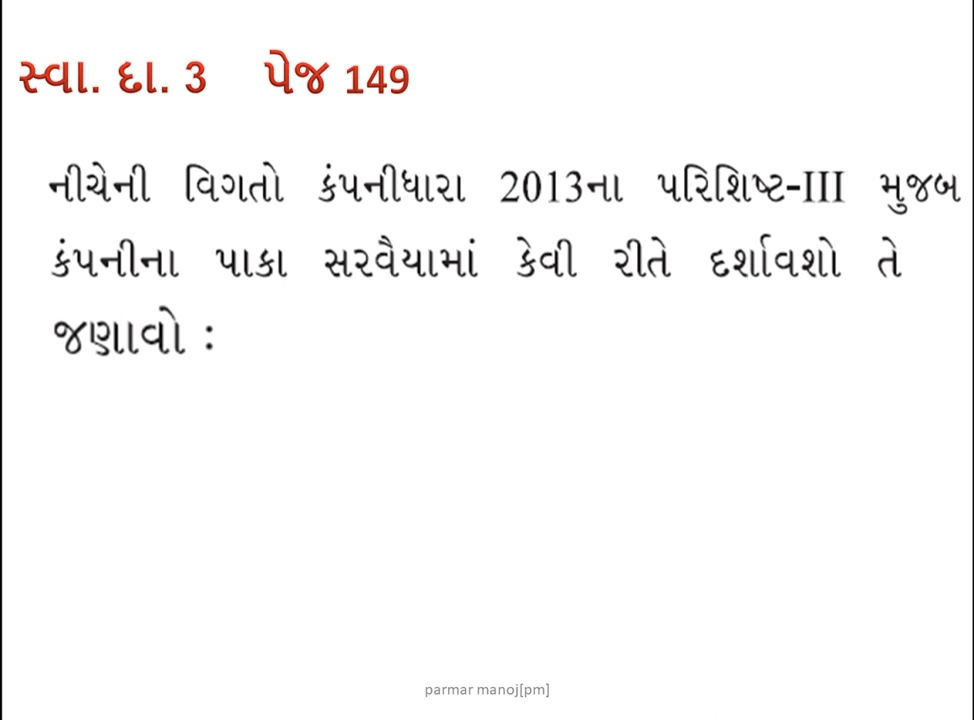 સ્વા. દા. 3 પેજ 149
નીચેની વિગતો કંપનીધારા 2013ના પરિશિષ્ટ-III મુજબ
કંપનીના પાકા સરવૈયામાં કેવી રીતે દર્શાવશો તે
જણાવો :
parmar manoj[pm]